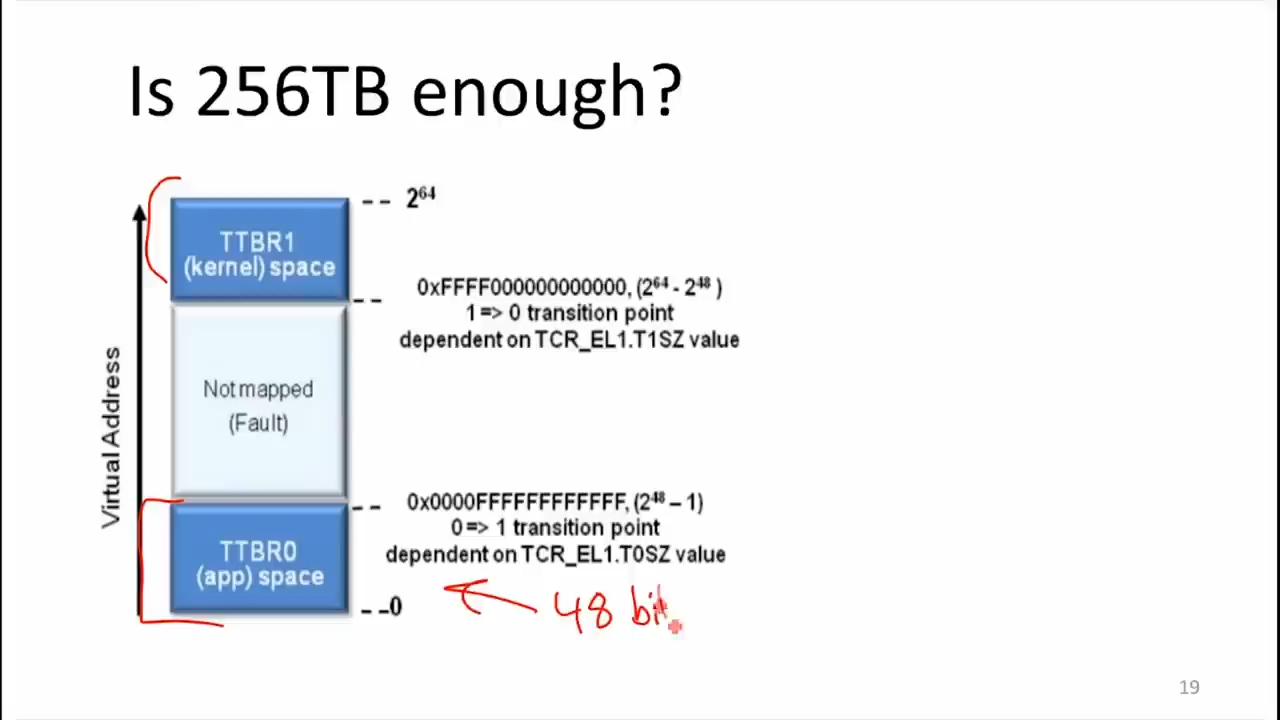 Is 256TB enough?
2⁶⁴
TTBR1
(kernel) space
0xFFFF000000000000, (2⁶⁴ - 2⁴⁸ )
1 => 0 transition point
dependent on TCR_EL1.T1SZ value
Virtual Address
Not mapped
(Fault)
0x0000FFFFFFFFFFFF, (2⁴⁸ – 1)
0 => 1 transition point
dependent on TCR_EL1.T0SZ value
TTBR0
(app) space
0
48 bit
19